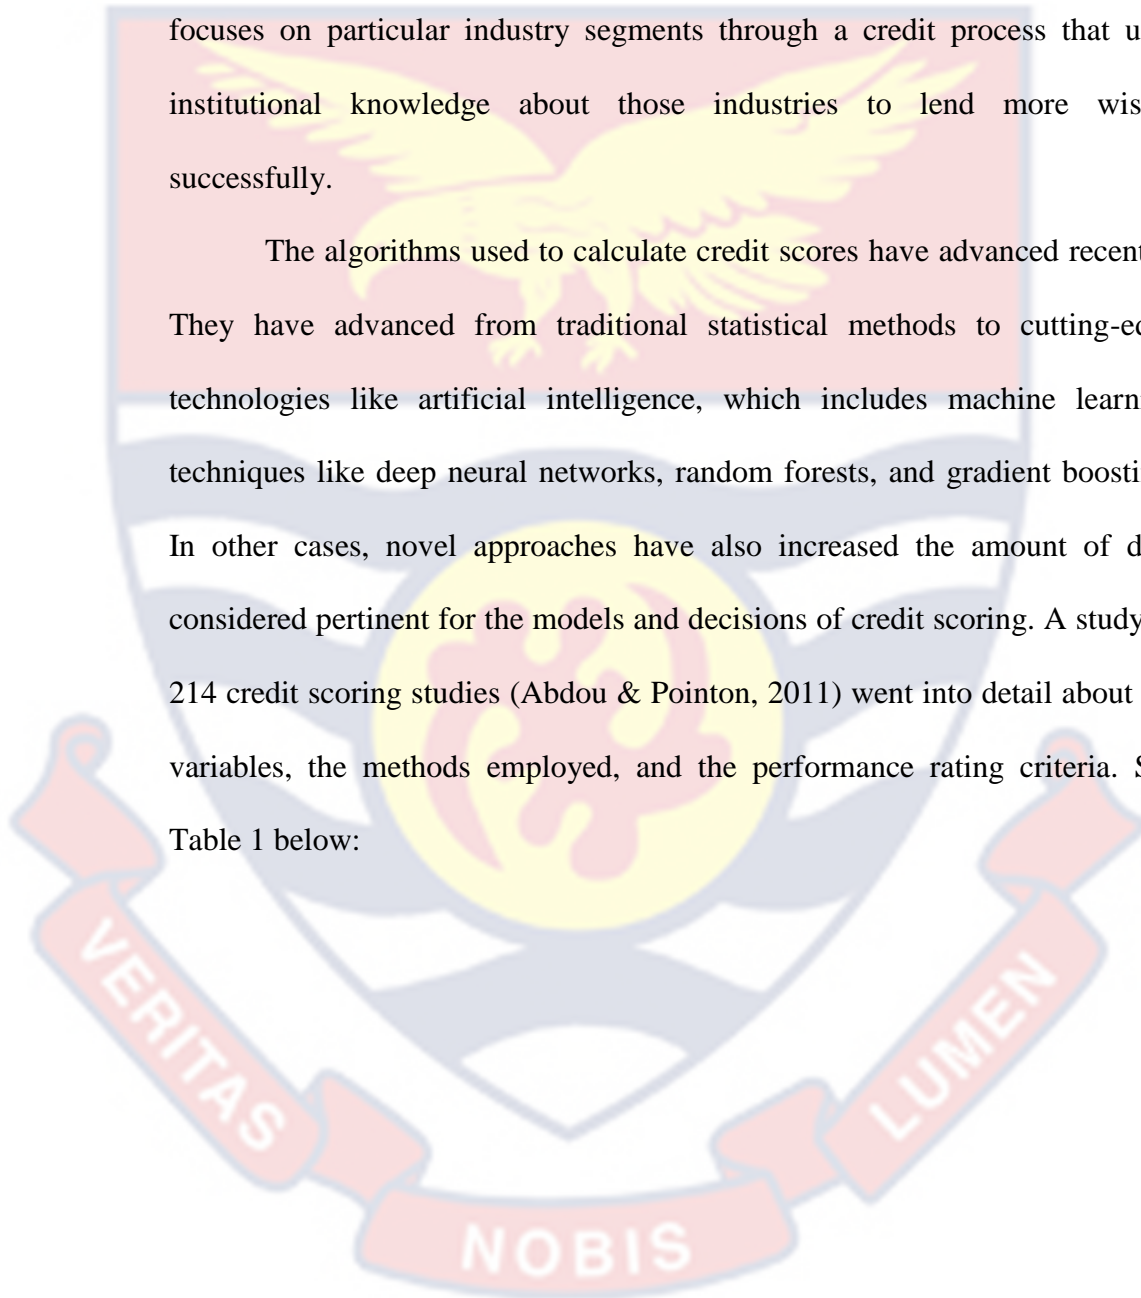 focuses on particular industry segments through a credit process that u
institutional knowledge about those industries to lend more wis
successfully.
The algorithms used to calculate credit scores have advanced recent
They have advanced from traditional statistical methods to cutting-ed
technologies like artificial intelligence, which includes machine learni
techniques like deep neural networks, random forests, and gradient boosti
In other cases, novel approaches have also increased the amount of d
considered pertinent for the models and decisions of credit scoring. A study
214 credit scoring studies (Abdou & Pointon, 2011) went into detail about
variables, the methods employed, and the performance rating criteria. S
Table 1 below:
VERITAS
NOBIS
LUMEN